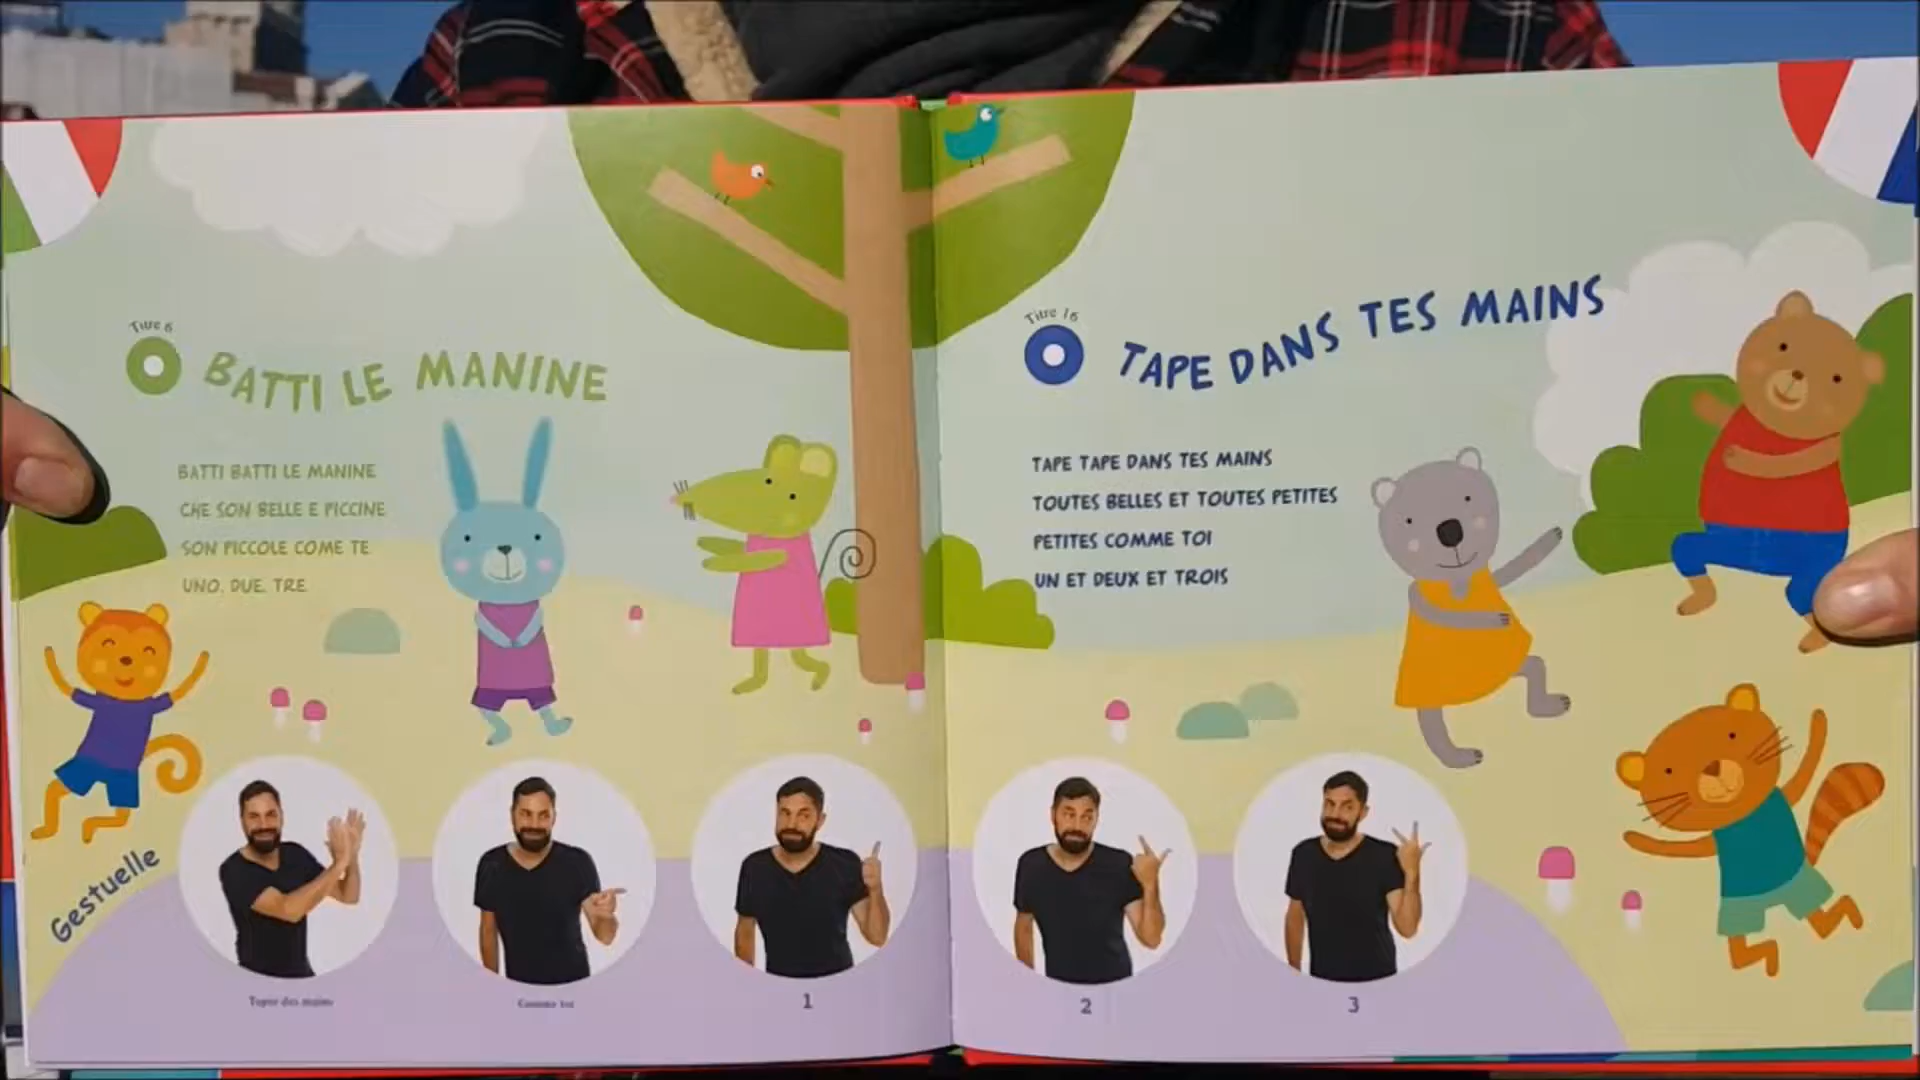 Titre 6
BATTI LE MANINE
BATTI BATTI LE MANINE
CHE SON BELLE E PICCINE
SON PICCOLE COME TE
UNO, DUE, TRE
Titre 16
TAPE DANS TES MAINS
TAPE TAPE DANS TES MAINS
TOUTES BELLES ET TOUTES PETITES
PETITES COMME TOI
UN ET DEUX ET TROIS
Gestuelle
Taper des mains
Comme toi
1
2
3